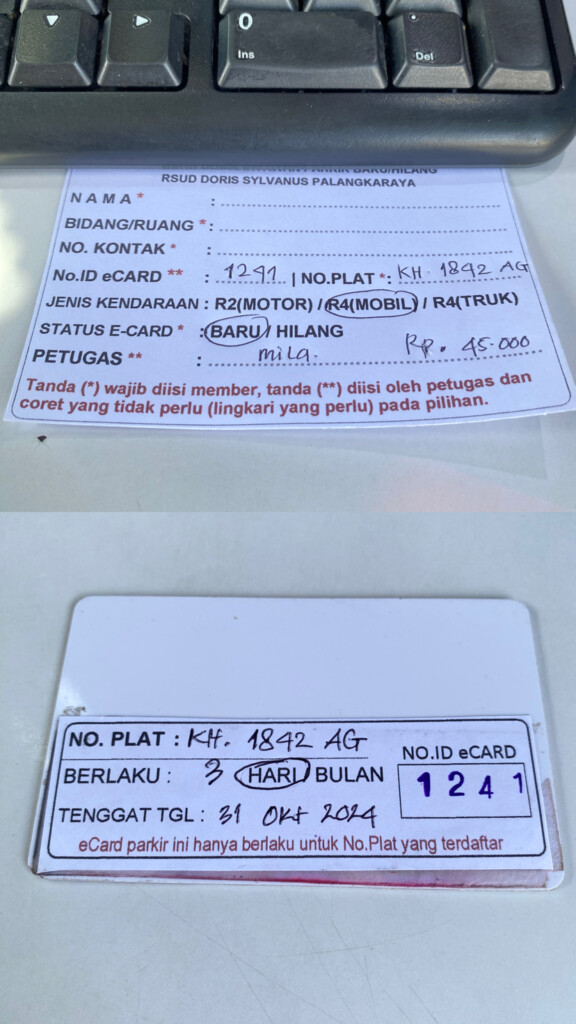 0
Ins
Del
RSUD DORIS SYLVANUS PALANGKARAYA
NAMA * :
BIDANG/RUANG * :
NO. KONTAK * :
No.ID eCARD ** : 1241 | NO.PLAT * : KH. 1842 AG
JENIS KENDARAAN : R2(MOTOR) / R4(MOBIL) / R4(TRUK)
STATUS E-CARD * : BARU / HILANG
PETUGAS ** : mila. Rp. 45.000
Tanda (*) wajib diisi member, tanda (**) diisi oleh petugas dan
coret yang tidak perlu (lingkari yang perlu) pada pilihan.
NO. PLAT : KH. 1842 AG
NO.ID eCARD
BERLAKU : 3 HARI/ BULAN
1241
TENGGAT TGL : 31 Okt 2024
eCard parkir ini hanya berlaku untuk No.Plat yang terdaftar